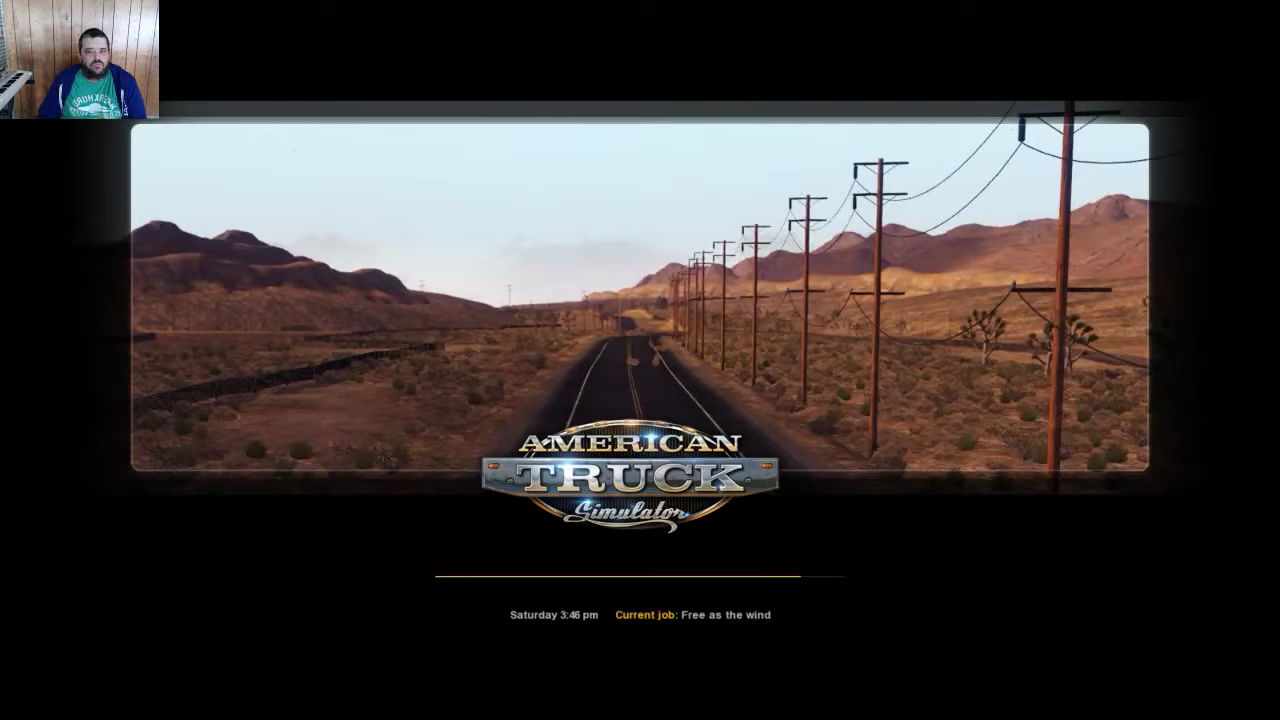 AMERICAN
TRUCK
Simulator
Saturday 3:46 pm Current job: Free as the wind